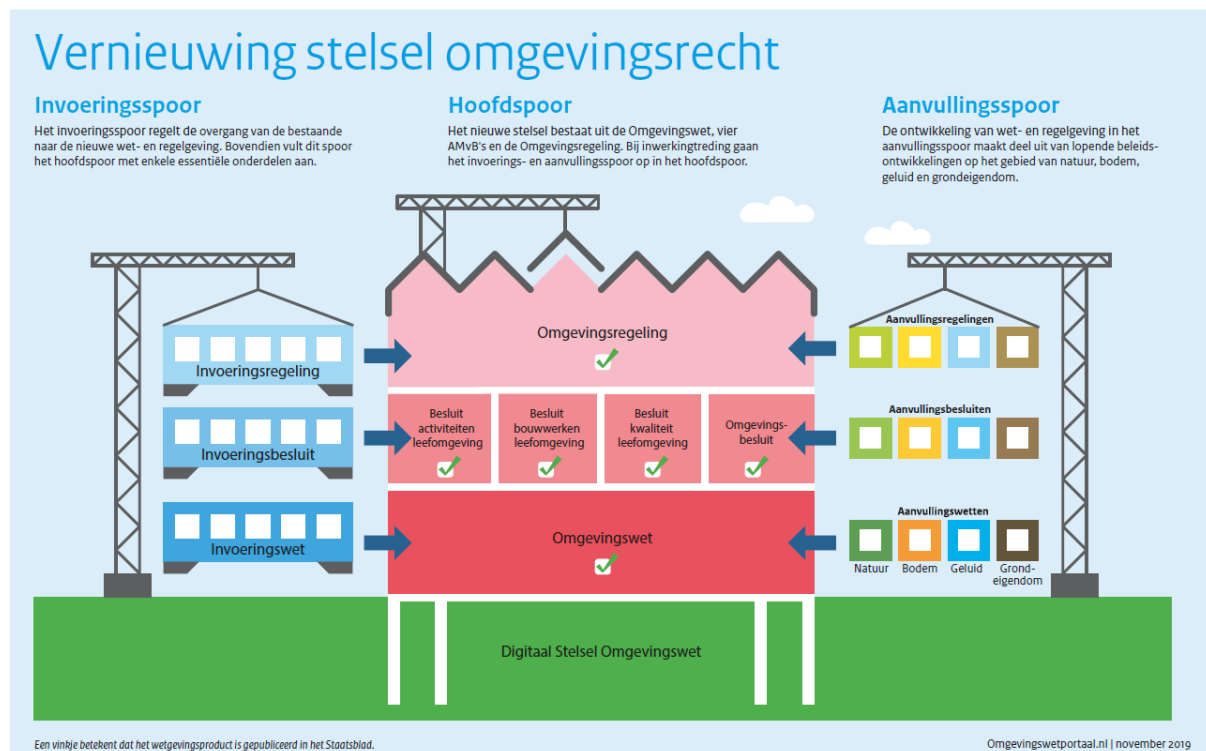 Vernieuwing stelsel omgevingsrecht
Invoeringsspoor
Het invoeringsspoor regelt de overgang van de bestaande
naar de nieuwe wet- en regelgeving. Bovendien vult dit spoor
het hoofdspoor met enkele essentiële onderdelen aan.
Hoofdspoor
Het nieuwe stelsel bestaat uit de Omgevingswet, vier
AMvB's en de Omgevingsregeling. Bij inwerkingtreding gaan
het invoerings- en aanvullingsspoor op in het hoofdspoor.
Aanvullingsspoor
De ontwikkeling van wet- en regelgeving in het
aanvullingsspoor maakt deel uit van lopende beleids-
ontwikkelingen op het gebied van natuur, bodem,
geluid en grondeigendom.
Invoeringsregeling
Invoeringsbesluit
Invoeringswet
Omgevingsregeling
Besluit
activiteiten
leefomgeving
Besluit
bouwwerken
leefomgeving
Besluit
kwaliteit
leefomgeving
Omgevings-
besluit
Omgevingswet
Digitaal Stelsel Omgevingswet
Aanvullingsregelingen
Aanvullingsbesluiten
Aanvullingswetten
Natuur
Bodem
Geluid
Grond-
eigendom
Een vinkje betekent dat het wetgevingsproduct is gepubliceerd in het Staatsblad.
Omgevingswetportaal.nl | november 2019